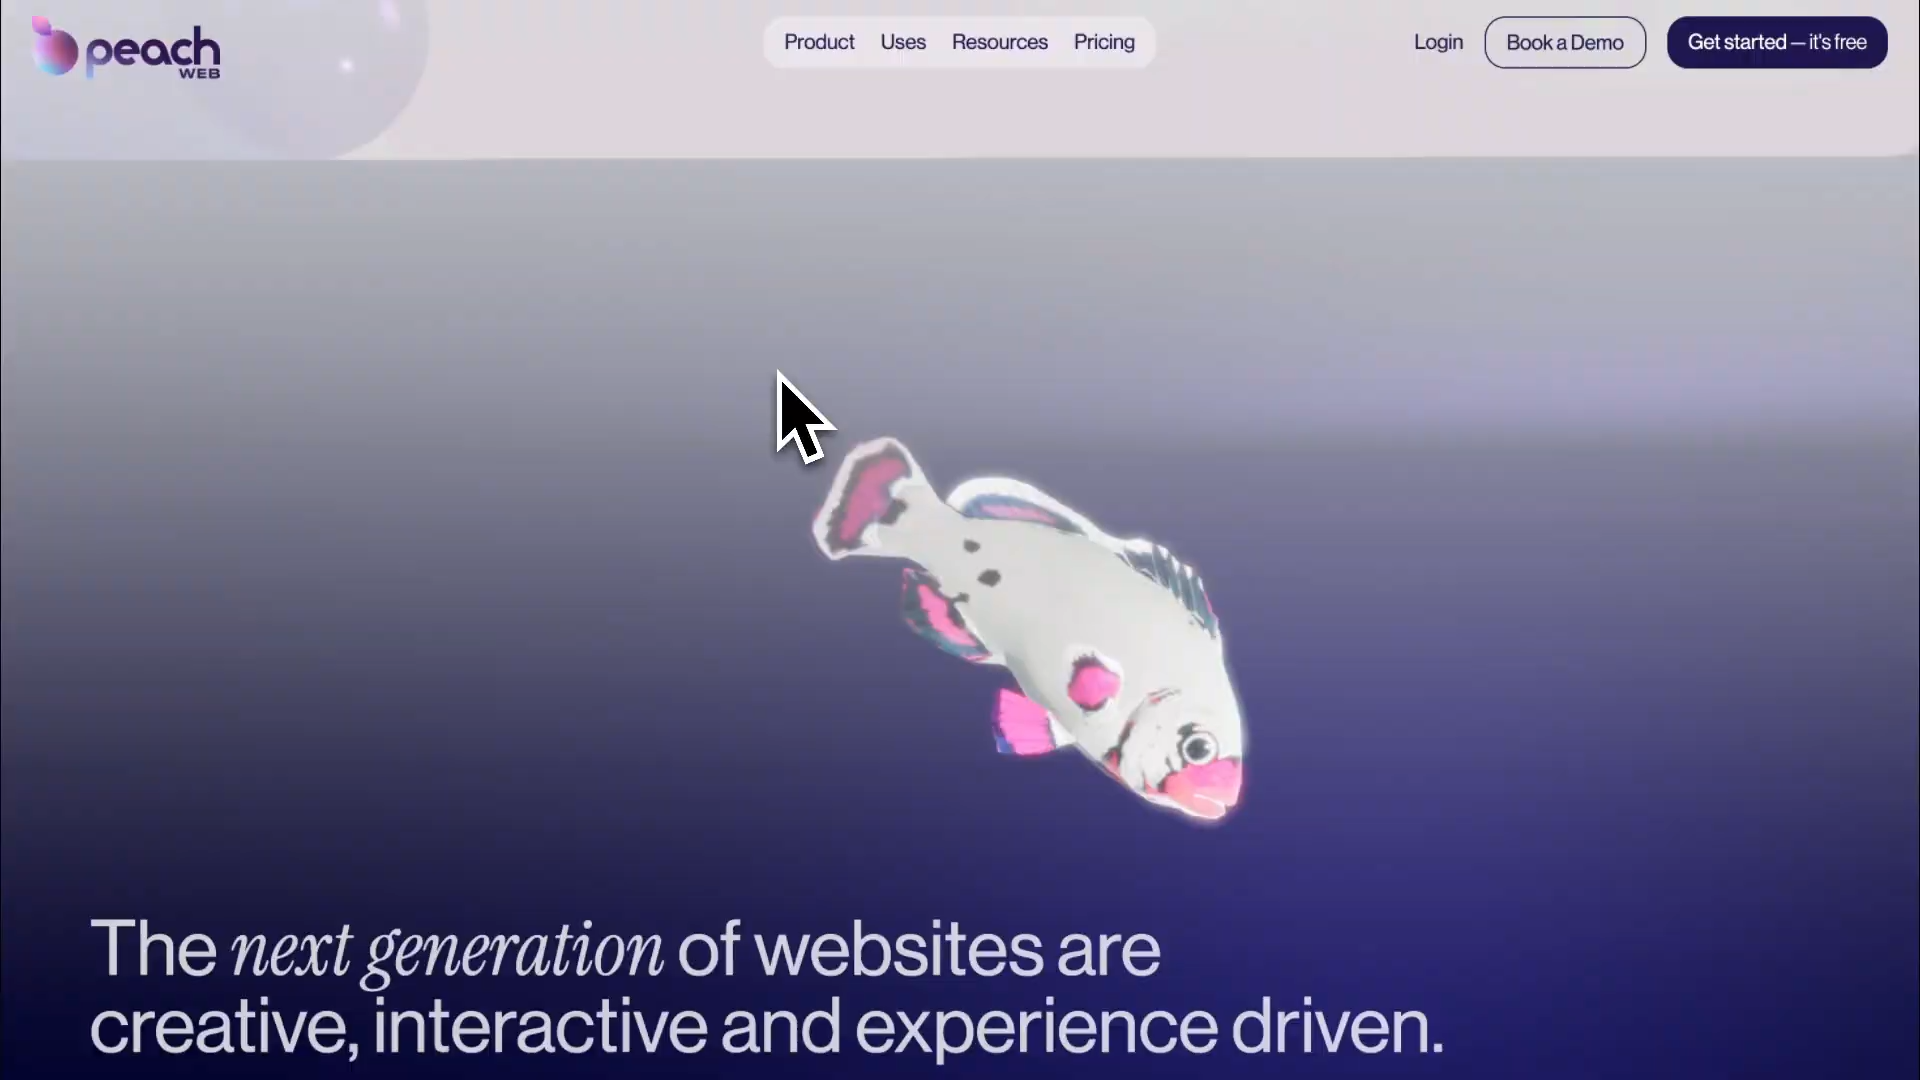 peach
WEB
Product Uses Resources Pricing
Login
Book a Demo
Get started – it's free
The next generation of websites are
creative, interactive and experience driven.